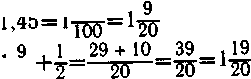 1,45 = 1 /100 = 1 9/20
9 + 1/2 = (29 + 10)/20 = 39/20 = 1 19/20